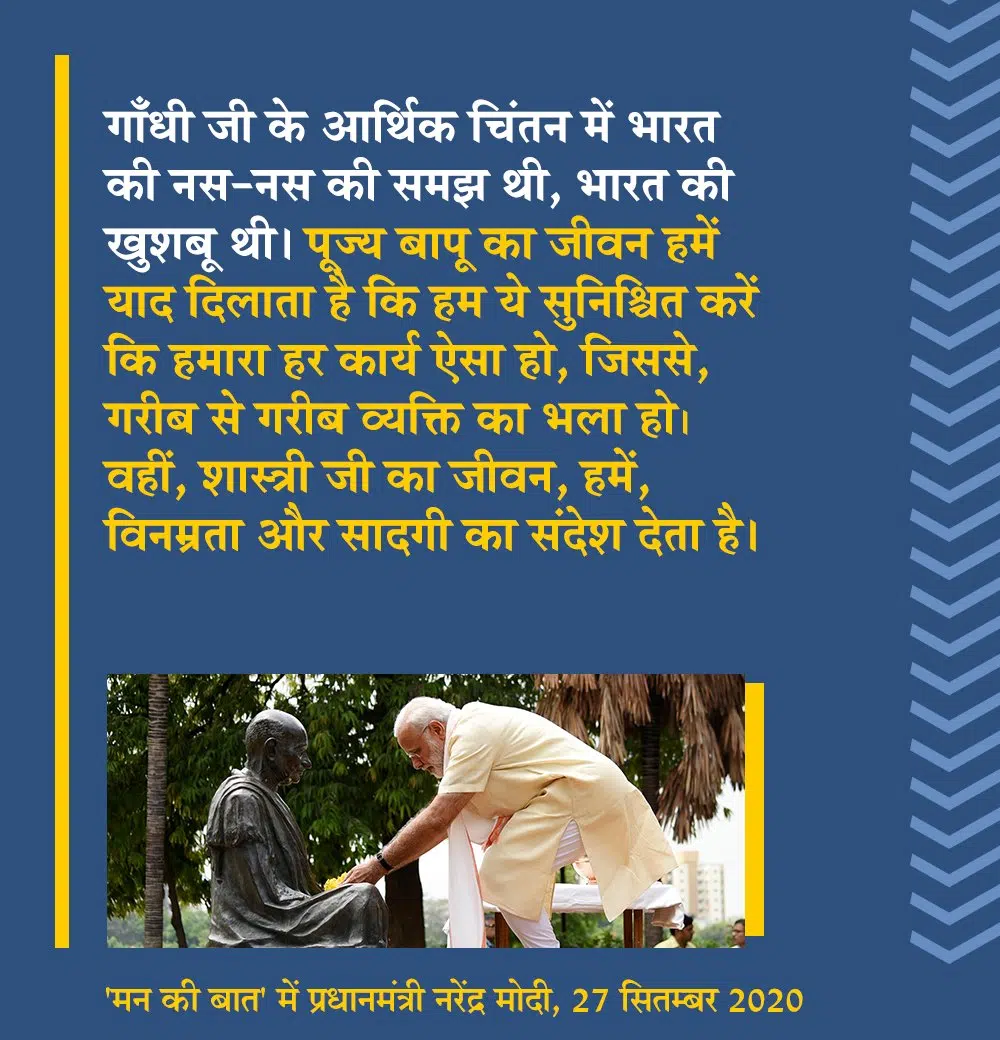 गाँधी जी के आर्थिक चिंतन में भारत
की नस-नस की समझ थी, भारत की
खुशबू थी। पूज्य बापू का जीवन हमें
याद दिलाता है कि हम ये सुनिश्चित करें
कि हमारा हर कार्य ऐसा हो, जिससे,
गरीब से गरीब व्यक्ति का भला हो।
वहीं, शास्त्री जी का जीवन, हमें,
विनम्रता और सादगी का संदेश देता है।
'मन की बात' में प्रधानमंत्री नरेंद्र मोदी, 27 सितम्बर 2020